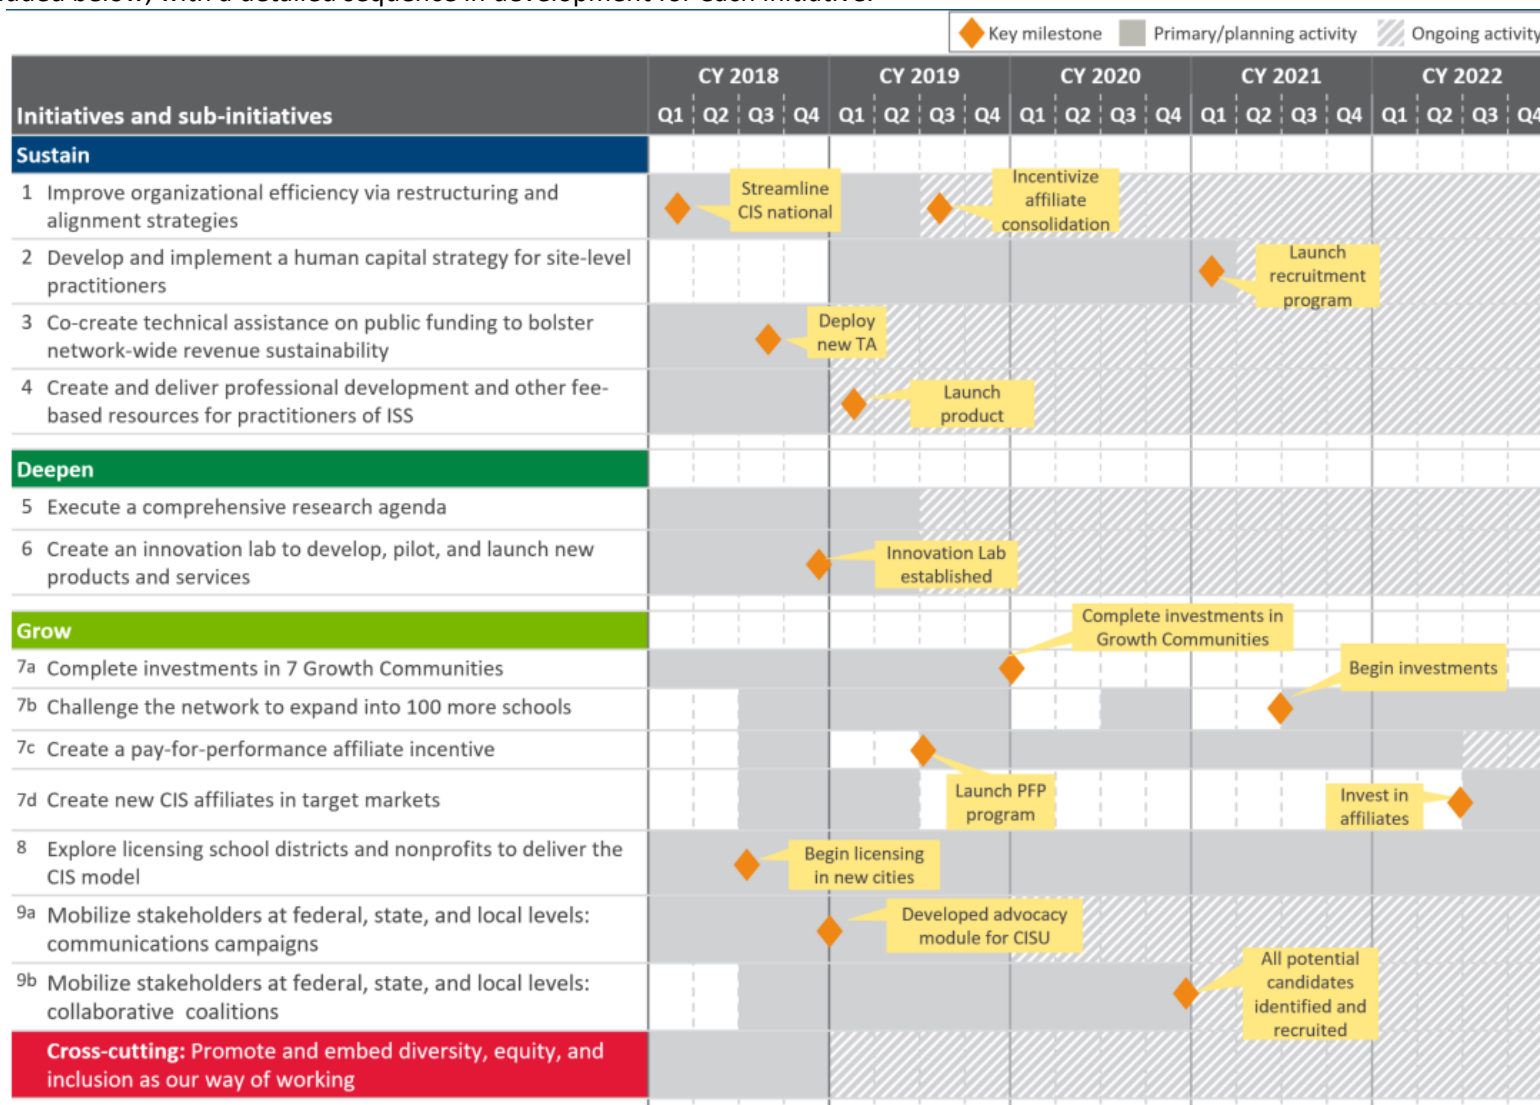 uded below) with a detailed sequence in development for each initiative.
Key milestone Primary/planning activity Ongoing activity
CY 2018 CY 2019 CY 2020 CY 2021 CY 2022
Initiatives and sub-initiatives Q1 Q2 Q3 Q4 Q1 Q2 Q3 Q4 Q1 Q2 Q3 Q4 Q1 Q2 Q3 Q4 Q1 Q2 Q3 Q4
Sustain
1 Improve organizational efficiency via restructuring and
alignment strategies
Streamline
CIS national
Incentivize
affiliate
consolidation
2 Develop and implement a human capital strategy for site-level
practitioners
Launch
recruitment
program
3 Co-create technical assistance on public funding to bolster
network-wide revenue sustainability
Deploy
new TA
4 Create and deliver professional development and other fee-
based resources for practitioners of ISS
Launch
product
Deepen
5 Execute a comprehensive research agenda
6 Create an innovation lab to develop, pilot, and launch new
products and services
Innovation Lab
established
Grow
Complete investments in
Growth Communities
7a Complete investments in 7 Growth Communities
Begin investments
7b Challenge the network to expand into 100 more schools
7c Create a pay-for-performance affiliate incentive
Launch PFP
program
7d Create new CIS affiliates in target markets
Invest in
affiliates
8 Explore licensing school districts and nonprofits to deliver the
CIS model
Begin licensing
in new cities
9a Mobilize stakeholders at federal, state, and local levels:
communications campaigns
Developed advocacy
module for CISU
9b Mobilize stakeholders at federal, state, and local levels:
collaborative coalitions
All potential
candidates
identified and
recruited
Cross-cutting: Promote and embed diversity, equity, and
inclusion as our way of working